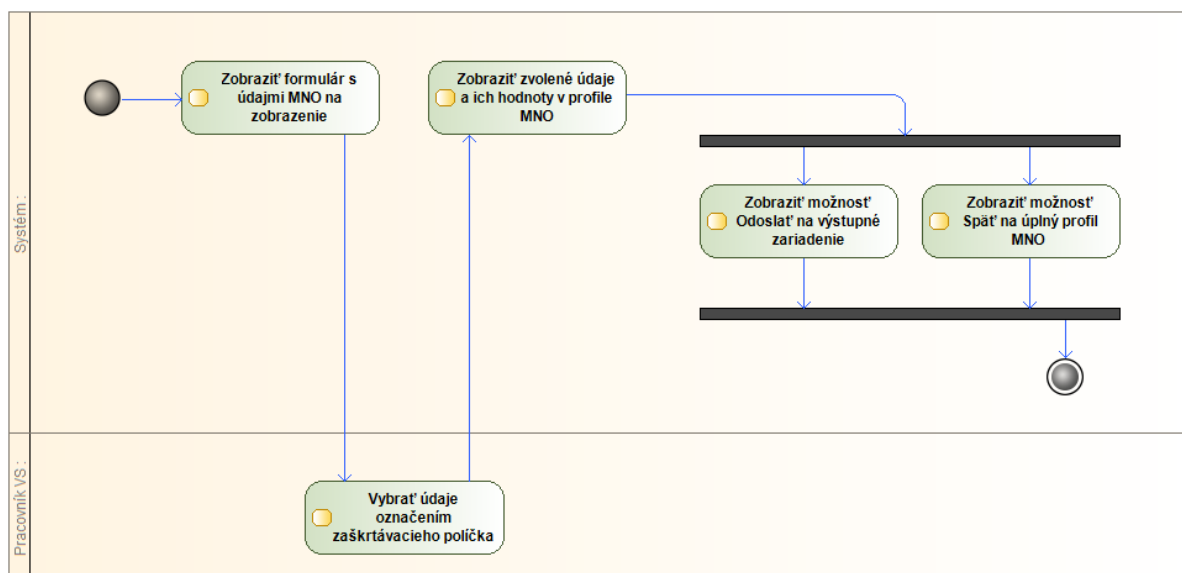 Systém :
Zobraziť formulár s
údajmi MNO na
zobrazenie
Zobraziť zvolené údaje
a ich hodnoty v profile
MNO
Zobraziť možnosť
Odoslať na výstupné
zariadenie
Zobraziť možnosť
Späť na úplný profil
MNO
Pracovník VS :
Vybrať údaje
označením
zaškrtávacieho políčka